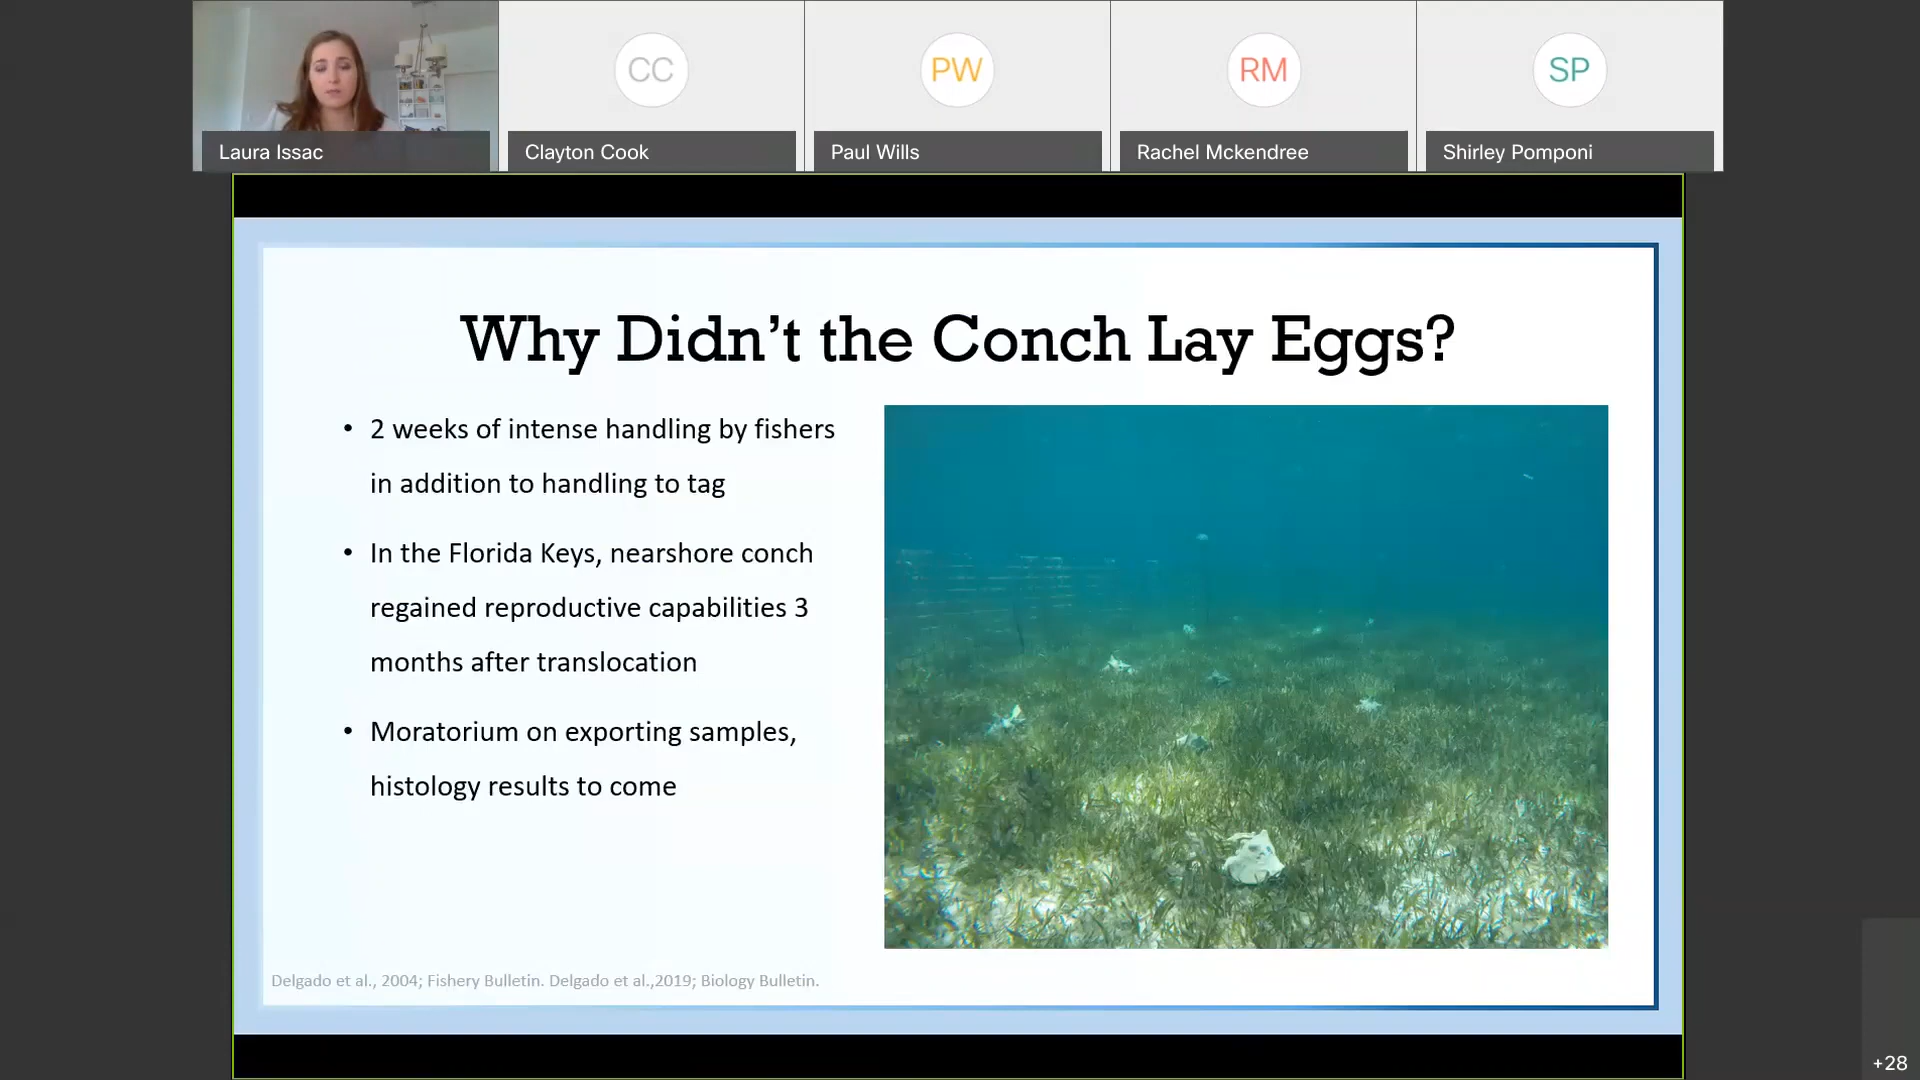 CC
PW
RM
SP
Laura Issac
Clayton Cook
Paul Wills
Rachel Mckendree
Shirley Pomponi
Why Didn’t the Conch Lay Eggs?
• 2 weeks of intense handling by fishers
in addition to handling to tag
• In the Florida Keys, nearshore conch
regained reproductive capabilities 3
months after translocation
• Moratorium on exporting samples,
histology results to come
Delgado et al., 2004; Fishery Bulletin. Delgado et al.,2019; Biology Bulletin.
+28